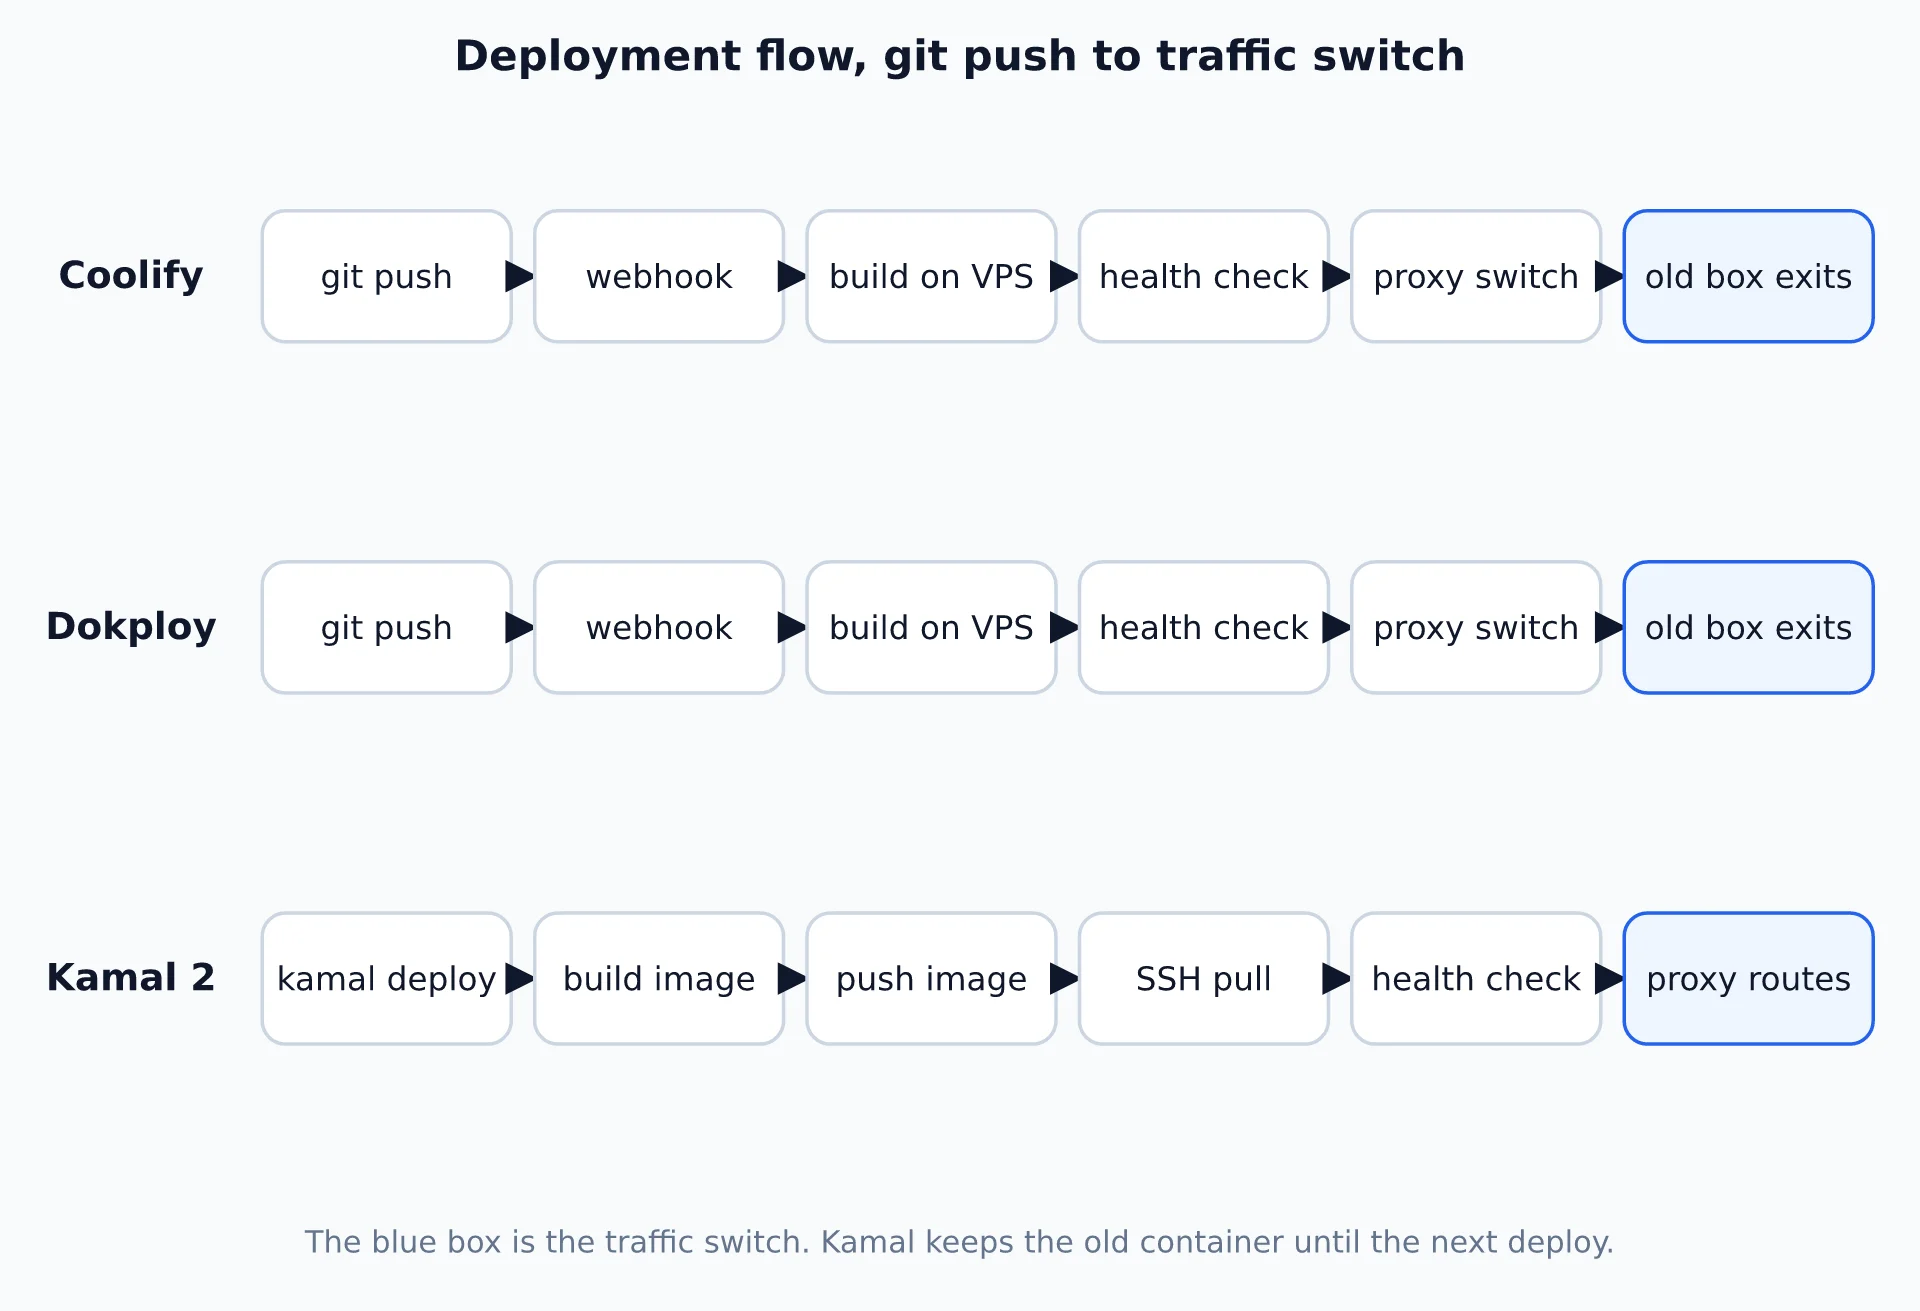 Deployment flow, git push to traffic switch
Coolify
git push
webhook
build on VPS
health check
proxy switch
old box exits
Dokploy
git push
webhook
build on VPS
health check
proxy switch
old box exits
Kamal 2
kamal deploy
build image
push image
SSH pull
health check
proxy routes
The blue box is the traffic switch. Kamal keeps the old container until the next deploy.